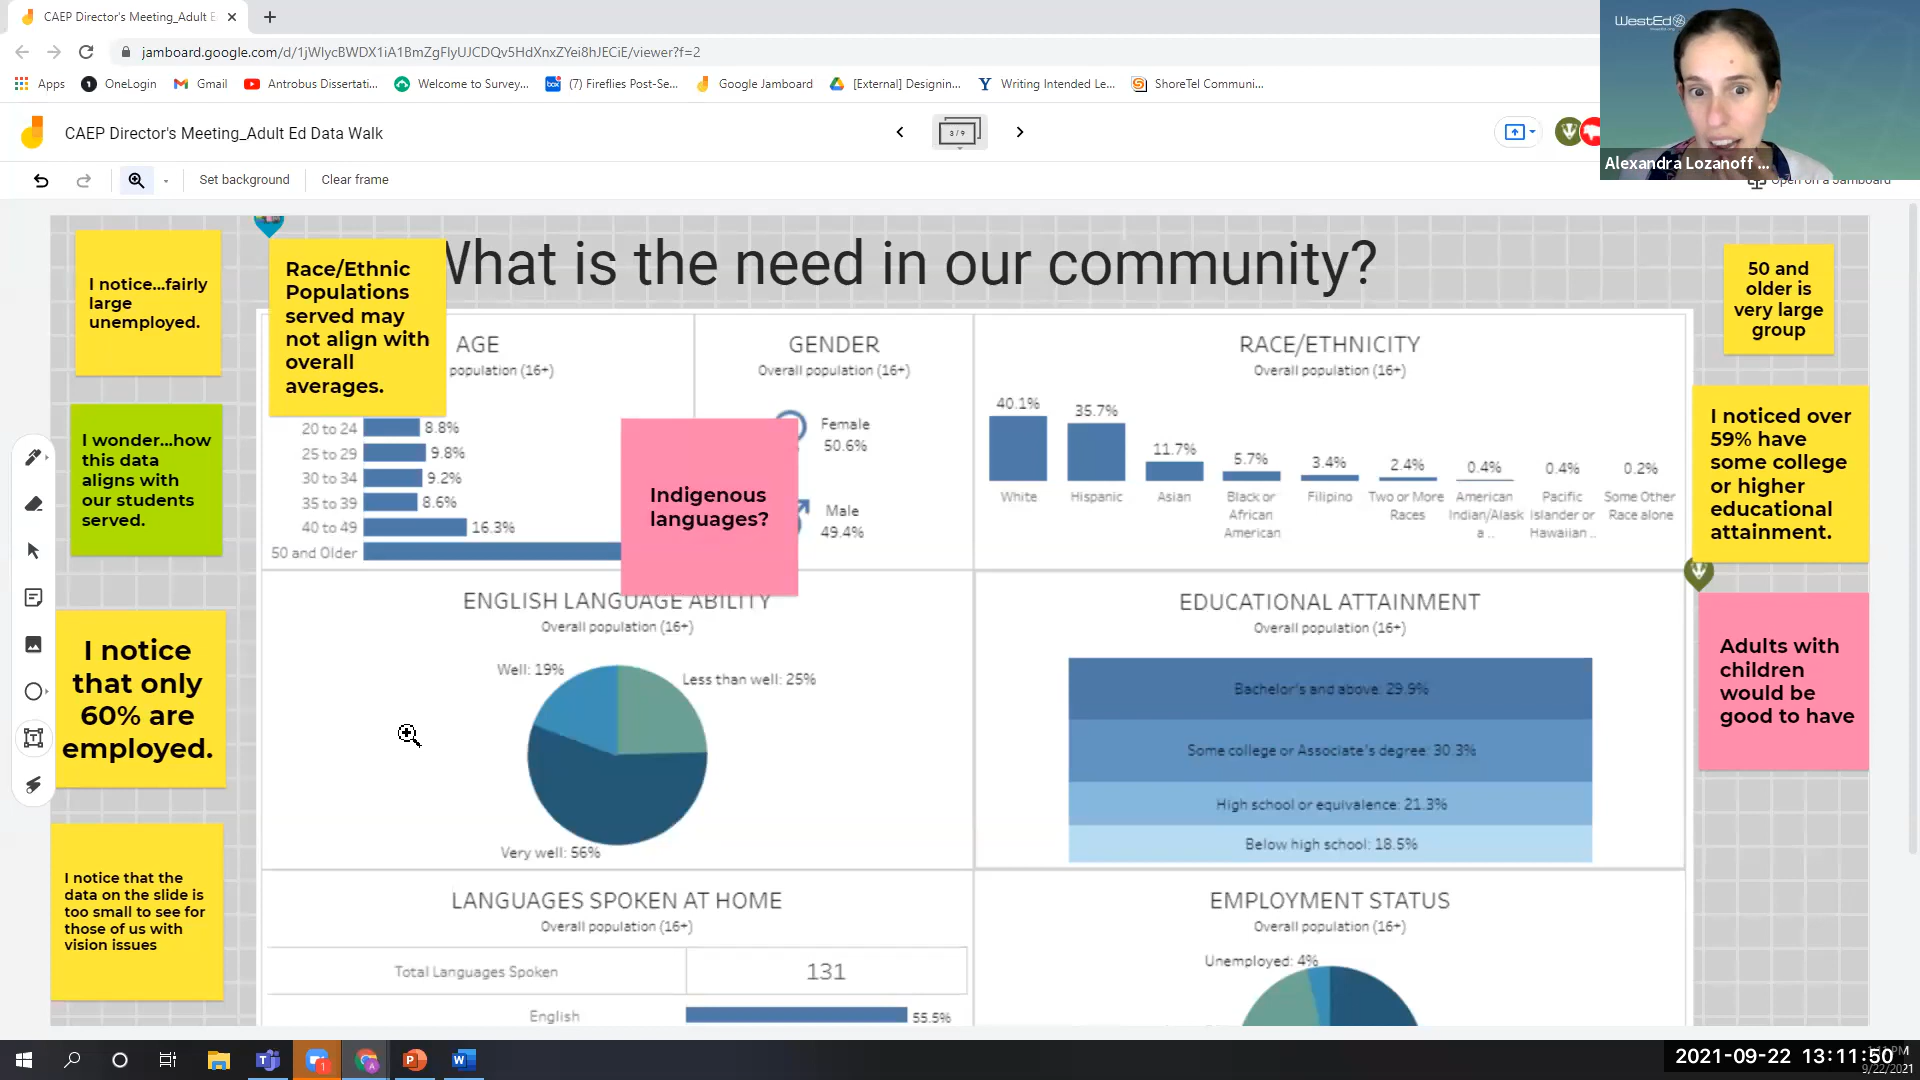 CAEP Director's Meeting_Adult E
jamboard.google.com/d/1jWlycBWDX1iA1BmZgFlyUJCDQv5HdXnxZYei8hJECiE/viewer?f=2
Apps OneLogin Gmail Antrobus Dissertati... Welcome to Survey... (7) Fireflies Post-Se... Google Jamboard [External] Designin... Writing Intended Le... ShoreTel Communi...
WestEd
Alexandra Lozanoff ...
CAEP Director's Meeting_Adult Ed Data Walk
3 / 9
Set background Clear frame
Open on a Jamboard
What is the need in our community?
I notice...fairly
large
unemployed.
Race/Ethnic
Populations
served may
not align with
overall
averages.
50 and
older is
very large
group
I wonder...how
this data
aligns with
our students
served.
I noticed over
59% have
some college
or higher
educational
attainment.
I notice
that only
60% are
employed.
Adults with
children
would be
good to have
I notice that the
data on the slide is
too small to see for
those of us with
vision issues
Indigenous
languages?
AGE
population (16+)
20 to 24 8.8%
25 to 29 9.8%
30 to 34 9.2%
35 to 39 8.6%
40 to 49 16.3%
50 and Older
GENDER
Overall population (16+)
Female
50.6%
Male
49.4%
RACE/ETHNICITY
Overall population (16+)
40.1% 35.7% 11.7% 5.7% 3.4% 2.4% 0.4% 0.4% 0.2%
White
Hispanic
Asian
Black or
African
American
Filipino
Two or More
Races
American
Indian/Alask
a ..
Pacific
Islander or
Hawaiian ..
Some Other
Race alone
ENGLISH LANGUAGE ABILITY
Overall population (16+)
Well: 19%
Less than well: 25%
Very well: 56%
EDUCATIONAL ATTAINMENT
Overall population (16+)
Bachelor's and above: 29.9%
Some college or Associate's degree: 30.3%
High school or equivalence: 21.3%
Below high school: 18.5%
LANGUAGES SPOKEN AT HOME
Overall population (16+)
Total Languages Spoken 131
English 55.5%
EMPLOYMENT STATUS
Overall population (16+)
Unemployed: 4%
2021-09-22 13:11:50
1:11 PM
9/22/2021